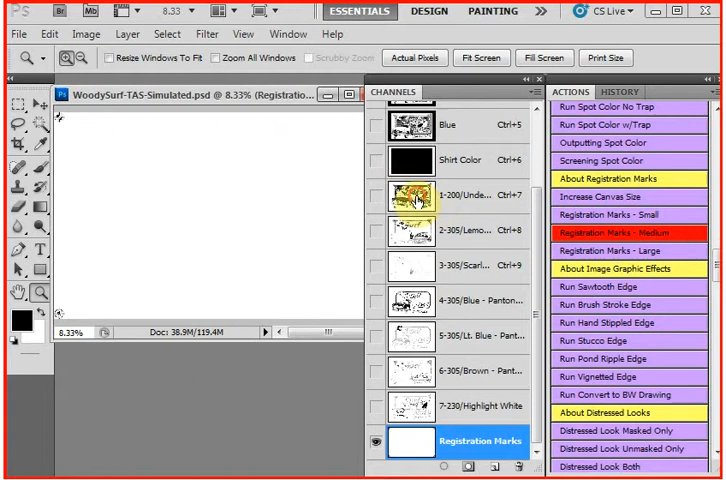 Ps Br Mb 8.33 ESSENTIALS DESIGN PAINTING CS Live
File Edit Image Layer Select Filter View Window Help
Resize Windows To Fit Zoom All Windows Scrubby Zoom Actual Pixels Fit Screen Fill Screen Print Size
Ps WoodySurf-TAS-Simulated.psd @ 8.33% (Registratio...
8.33% Doc: 38.9M/119.4M
CHANNELS
Blue Ctrl+5
Shirt Color Ctrl+6
1-200/Unde... Ctrl+7
2-305/Lemo... Ctrl+8
3-305/Scarl... Ctrl+9
4-305/Blue - Panton...
5-305/Lt. Blue - Pant...
6-305/Brown - Pant...
7-230/Highlight White
Registration Marks
ACTIONS HISTORY
Run Spot Color No Trap
Run Spot Color w/Trap
Outputting Spot Color
Screening Spot Color
About Registration Marks
Increase Canvas Size
Registration Marks - Small
Registration Marks - Medium
Registration Marks - Large
About Image Graphic Effects
Run Sawtooth Edge
Run Brush Stroke Edge
Run Hand Stippled Edge
Run Stucco Edge
Run Pond Ripple Edge
Run Vignetted Edge
Run Convert to BW Drawing
About Distressed Looks
Distressed Look Masked Only
Distressed Look Unmasked Only
Distressed Look Both